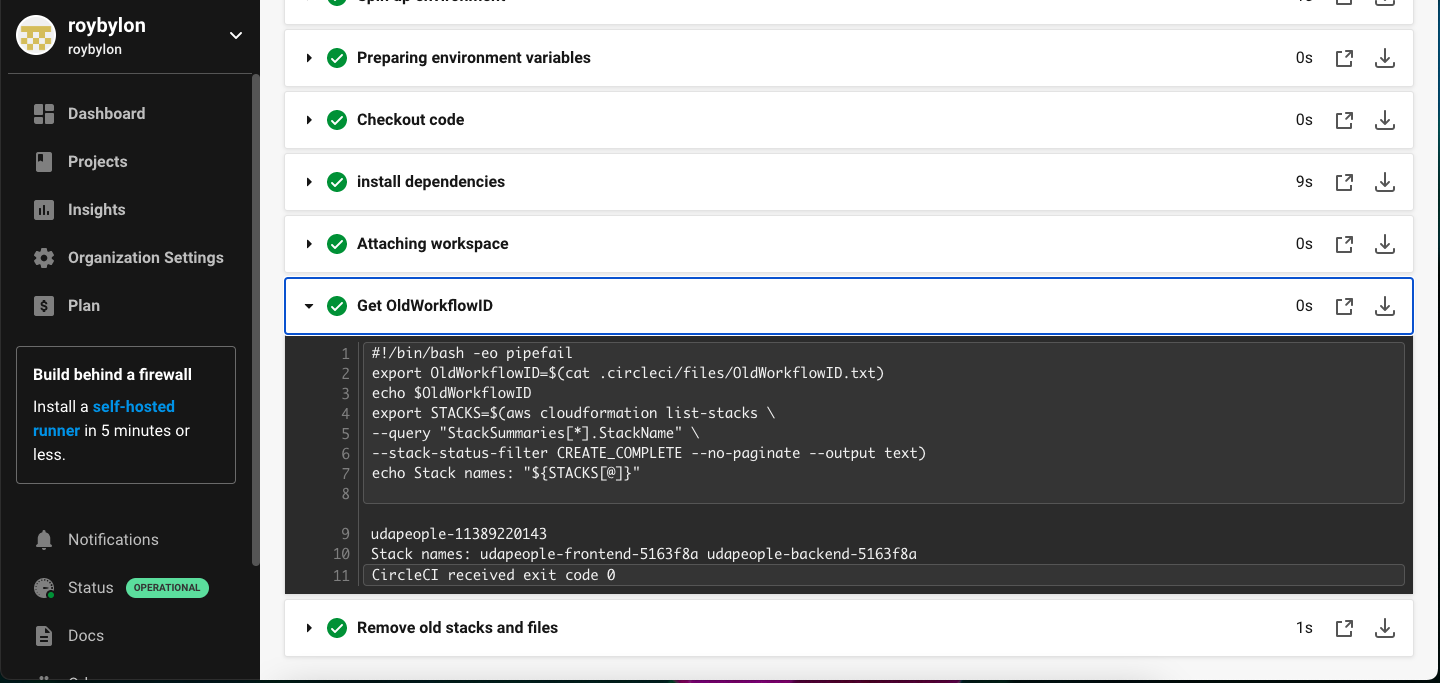 roybylon
roybylon
Dashboard
Projects
Insights
Organization Settings
Plan
Build behind a firewall
Install a self-hosted
runner in 5 minutes or
less.
Notifications
Status OPERATIONAL
Docs
Spin up environment
Preparing environment variables 0s
Checkout code 0s
install dependencies 9s
Attaching workspace 0s
Get OldWorkflowID 0s
1 #!/bin/bash -eo pipefail
2 export OldWorkflowID=$(cat .circleci/files/OldWorkflowID.txt)
3 echo $OldWorkflowID
4 export STACKS=$(aws cloudformation list-stacks \
5 --query "StackSummaries[*].StackName" \
6 --stack-status-filter CREATE_COMPLETE --no-paginate --output text)
7 echo Stack names: "${STACKS[@]}"
8
9 udapeople-11389220143
10 Stack names: udapeople-frontend-5163f8a udapeople-backend-5163f8a
11 CircleCI received exit code 0
Remove old stacks and files 1s